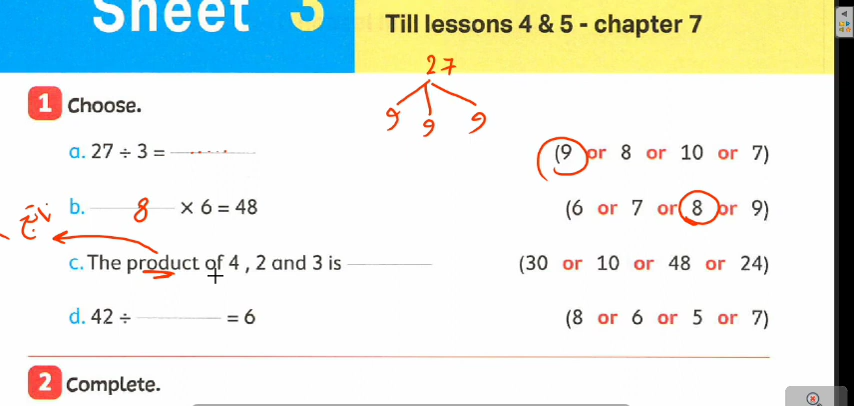 Sheet 3
Till lessons 4 & 5 - chapter 7
27
9 9 9
1 Choose.
a. 27 ÷ 3 = (9 or 8 or 10 or 7)
b. 8 × 6 = 48 (6 or 7 or 8 or 9)
ناتج
c. The product of 4 , 2 and 3 is (30 or 10 or 48 or 24)
d. 42 ÷ = 6 (8 or 6 or 5 or 7)
2 Complete.